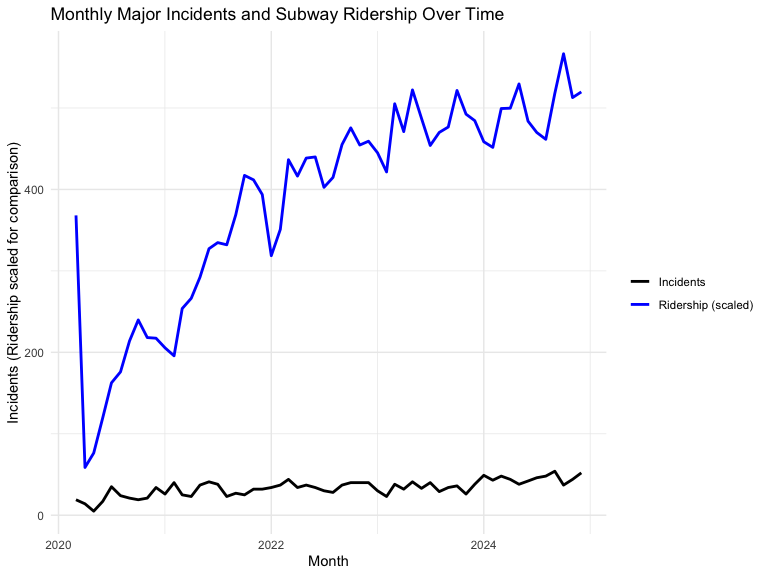 Monthly Major Incidents and Subway Ridership Over Time
Incidents (Ridership scaled for comparison)
400
200
0
2020
2022
2024
Month
Incidents
Ridership (scaled)